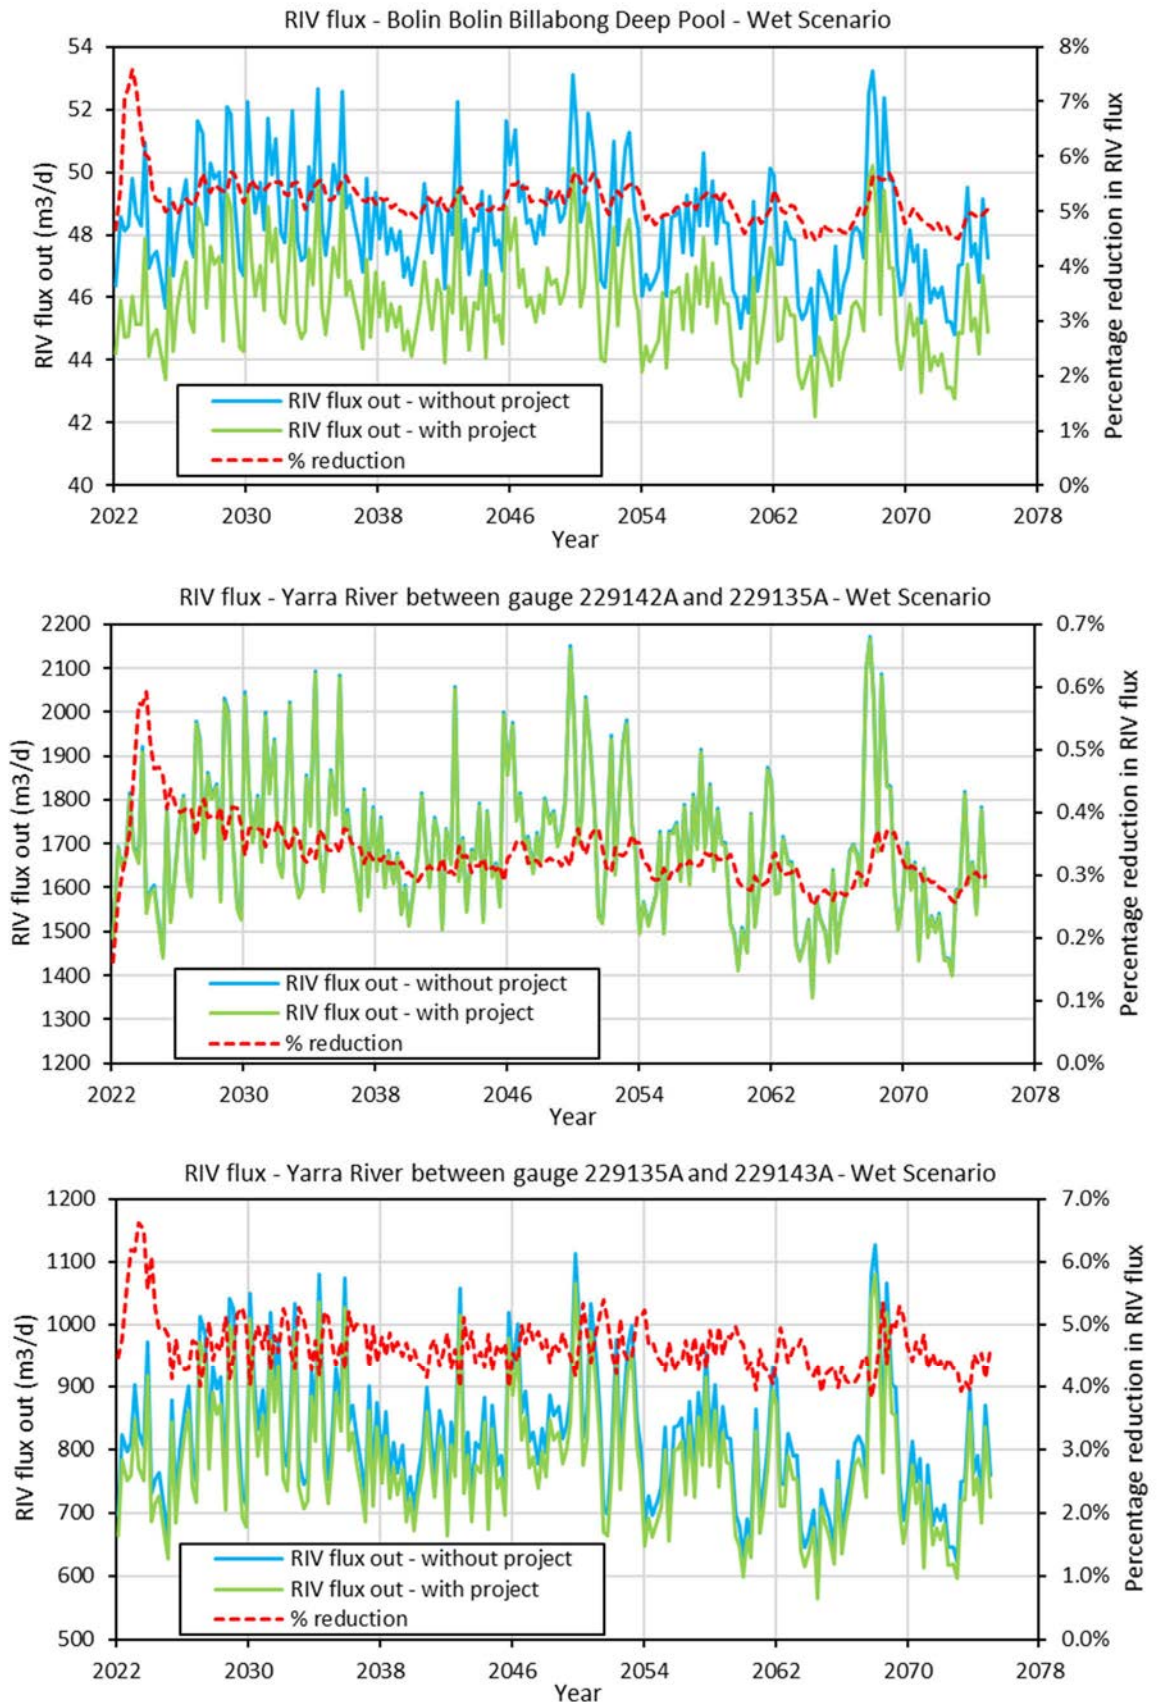 RIV flux - Bolin Bolin Billabong Deep Pool - Wet Scenario
54
52
50
48
46
44
42
40
RIV flux out (m3/d)
8%
7%
6%
5%
4%
3%
2%
1%
0%
Percentage reduction in RIV flux
RIV flux out - without project
RIV flux out - with project
% reduction
2022 2030 2038 2046 2054 2062 2070 2078
Year
RIV flux - Yarra River between gauge 229142A and 229135A - Wet Scenario
2200
2100
2000
1900
1800
1700
1600
1500
1400
1300
1200
RIV flux out (m3/d)
0.7%
0.6%
0.5%
0.4%
0.3%
0.2%
0.1%
0.0%
Percentage reduction in RIV flux
RIV flux out - without project
RIV flux out - with project
% reduction
2022 2030 2038 2046 2054 2062 2070 2078
Year
RIV flux - Yarra River between gauge 229135A and 229143A - Wet Scenario
1200
1100
1000
900
800
700
600
500
RIV flux out (m3/d)
7.0%
6.0%
5.0%
4.0%
3.0%
2.0%
1.0%
0.0%
Percentage reduction in RIV flux
RIV flux out - without project
RIV flux out - with project
% reduction
2022 2030 2038 2046 2054 2062 2070 2078
Year